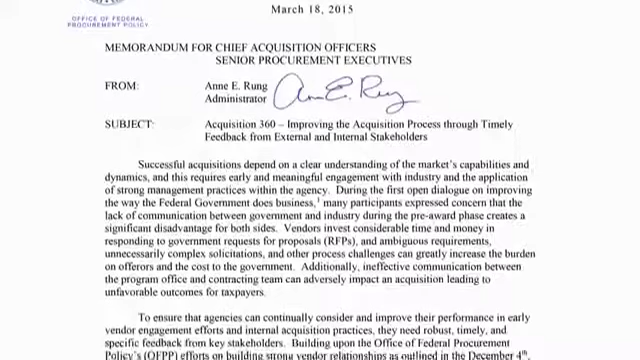 March 18, 2015
OFFICE OF FEDERAL
PROCUREMENT POLICY
MEMORANDUM FOR CHIEF ACQUISITION OFFICERS
SENIOR PROCUREMENT EXECUTIVES
FROM: Anne E. Rung
Administrator
Ann E. Rung
SUBJECT: Acquisition 360 – Improving the Acquisition Process through Timely
Feedback from External and Internal Stakeholders
Successful acquisitions depend on a clear understanding of the market's capabilities and
dynamics, and this requires early and meaningful engagement with industry and the application
of strong management practices within the agency. During the first open dialogue on improving
the way the Federal Government does business,¹ many participants expressed concern that the
lack of communication between government and industry during the pre-award phase creates a
significant disadvantage for both sides. Vendors invest considerable time and money in
responding to government requests for proposals (RFPs), and ambiguous requirements,
unnecessarily complex solicitations, and other process challenges can greatly increase the burden
on offerors and the cost to the government. Additionally, ineffective communication between
the program office and contracting team can adversely impact an acquisition leading to
unfavorable outcomes for taxpayers.
To ensure that agencies can continually consider and improve their performance in early
vendor engagement efforts and internal acquisition practices, they need robust, timely, and
specific feedback from key stakeholders. Building upon the Office of Federal Procurement
Policy's (OFPP) efforts on building strong vendor relationships as outlined in the December 4th,